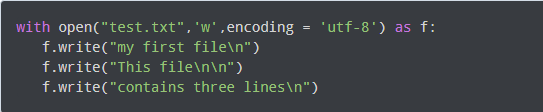 with open("test.txt",'w',encoding = 'utf-8') as f:
   f.write("my first file\n")
   f.write("This file\n\n")
   f.write("contains three lines\n")